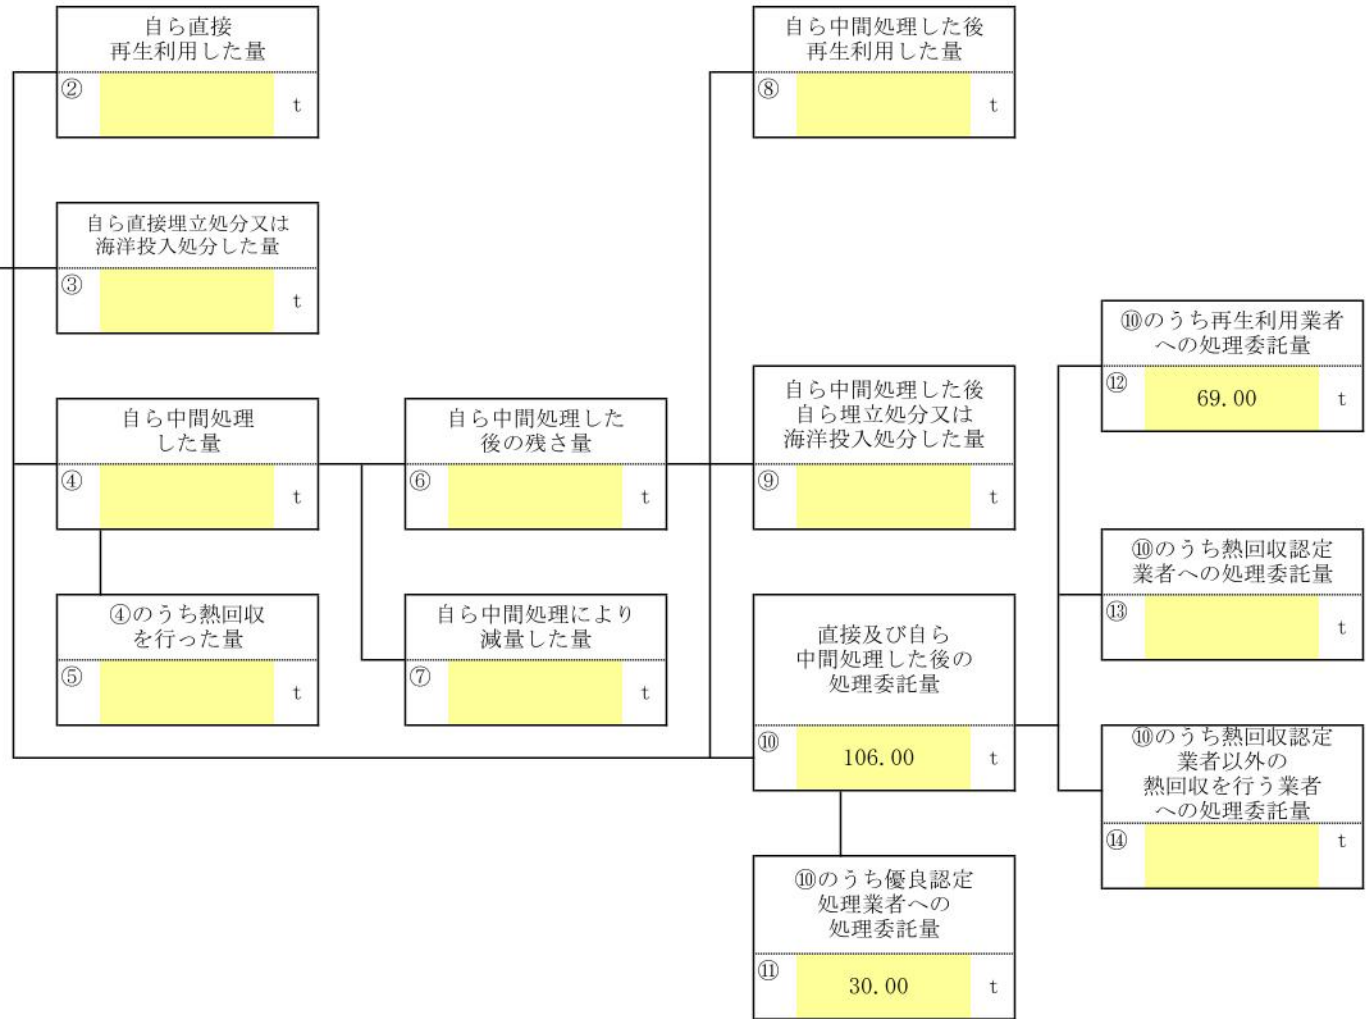 自ら直接
再生利用した量
②
t
自ら中間処理した後
再生利用した量
⑧
t
自ら直接埋立処分又は
海洋投入処分した量
③
t
⑩のうち再生利用業者
への処理委託量
⑫
69.00
t
自ら中間処理
した量
④
t
自ら中間処理した
後の残さ量
⑥
t
自ら中間処理した後
自ら埋立処分又は
海洋投入処分した量
⑨
t
⑩のうち熱回収認定
業者への処理委託量
⑬
t
④のうち熱回収
を行った量
⑤
t
自ら中間処理により
減量した量
⑦
t
直接及び自ら
中間処理した後の
処理委託量
⑩
106.00
t
⑩のうち熱回収認定
業者以外の
熱回収を行う業者
への処理委託量
⑭
t
⑩のうち優良認定
処理業者への
処理委託量
⑪
30.00
t